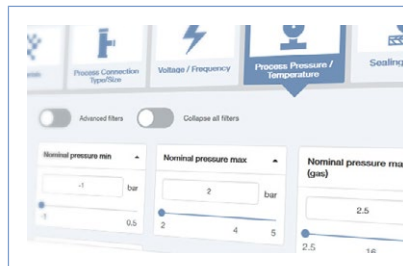 Process Connection
Type/Size
Voltage / Frequency
Process Pressure /
Temperature
Sealing
Advanced filters
Collapse all filters
Nominal pressure min
Nominal pressure max
Nominal pressure ma
(gas)
-1
bar
2
bar
2.5
-1
0.5
2
4
5
2.5
16